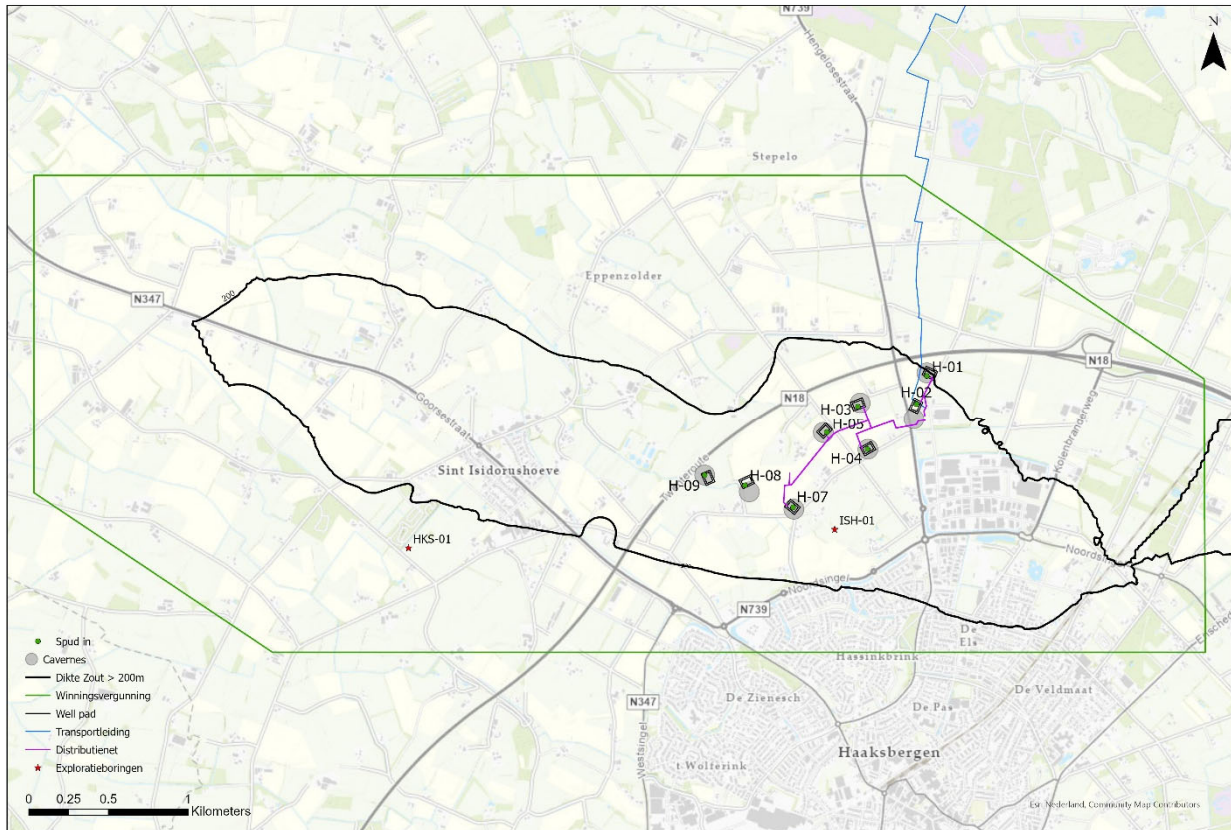 N739
Hengelosestraat
N
Stepelo
Eppenzolder
N347
200
N18
Kolenbranderweg
H-01
H-02
N18
H-03
H-05
Goorsestraat
H-04
Sint Isidorushoeve
H-08
H-09
H-07
ISH-01
HKS-01
Noordsingel
Noordsingel
N739
De
Els
Hassinkbrink
De Veldmaat
De Zienesch
De Pas
N347
Westsingel
Haaksbergen
't Wolferink
Spud in
Cavernes
Dikte Zout > 200m
Winningsvergunning
Well pad
Transportleiding
Distributienet
Exploratieboringen
0 0.25 0.5 1
Kilometers
Esri Nederland, Community Map Contributors